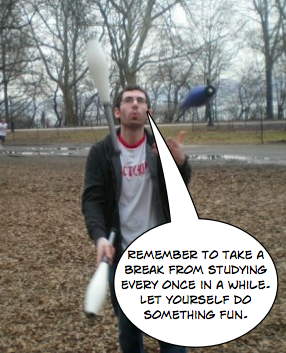 REMEMBER TO TAKE A
BREAK FROM STUDYING
EVERY ONCE IN A WHILE.
LET YOURSELF DO
SOMETHING FUN.